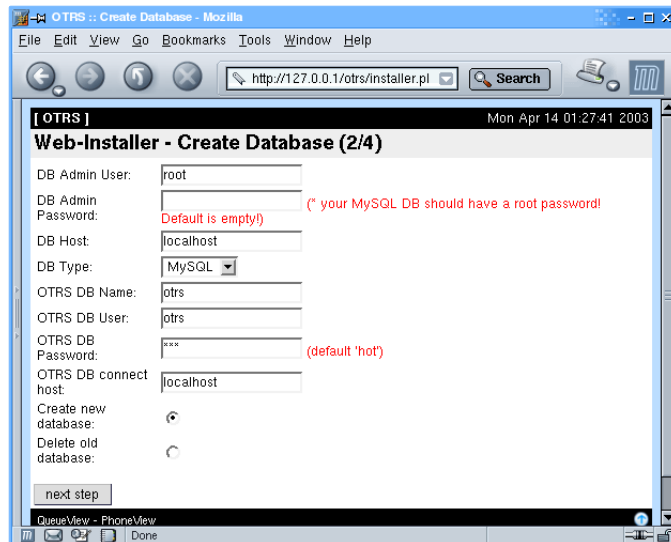 OTRS :: Create Database - Mozilla
File Edit View Go Bookmarks Tools Window Help
http://127.0.0.1/otrs/installer.pl Search
[ OTRS ] Mon Apr 14 01:27:41 2003
Web-Installer - Create Database (2/4)
DB Admin User: root
DB Admin
Password: (* your MySQL DB should have a root password!
Default is empty!)
DB Host: localhost
DB Type: MySQL
OTRS DB Name: otrs
OTRS DB User: otrs
OTRS DB
Password: *** (default 'hot')
OTRS DB connect
host: localhost
Create new
database:
Delete old
database:
next step
QueueView - PhoneView
Done